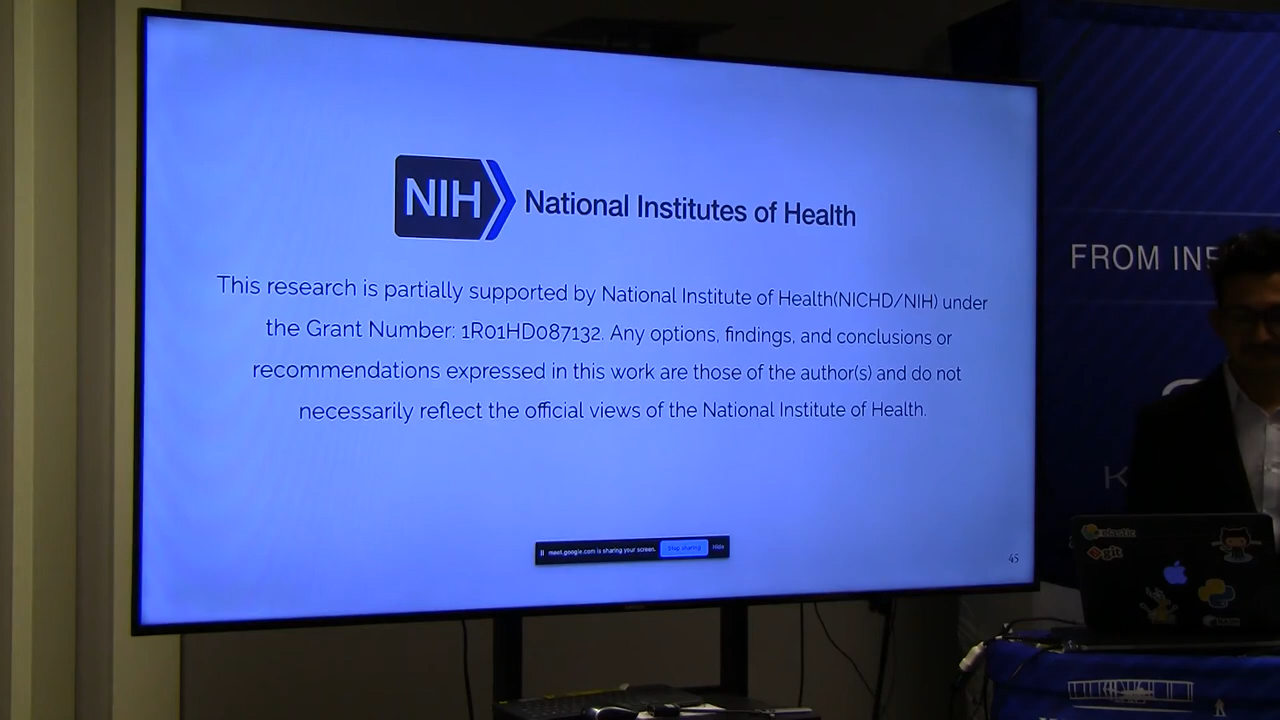 NIH
National Institutes of Health
This research is partially supported by National Institute of Health(NICHD/NIH) under
the Grant Number: 1R01HD087132. Any options, findings, and conclusions or
recommendations expressed in this work are those of the author(s) and do not
necessarily reflect the official views of the National Institute of Health.
meet.google.com is sharing your screen. Stop sharing Hide
45
FROM
elastic
git